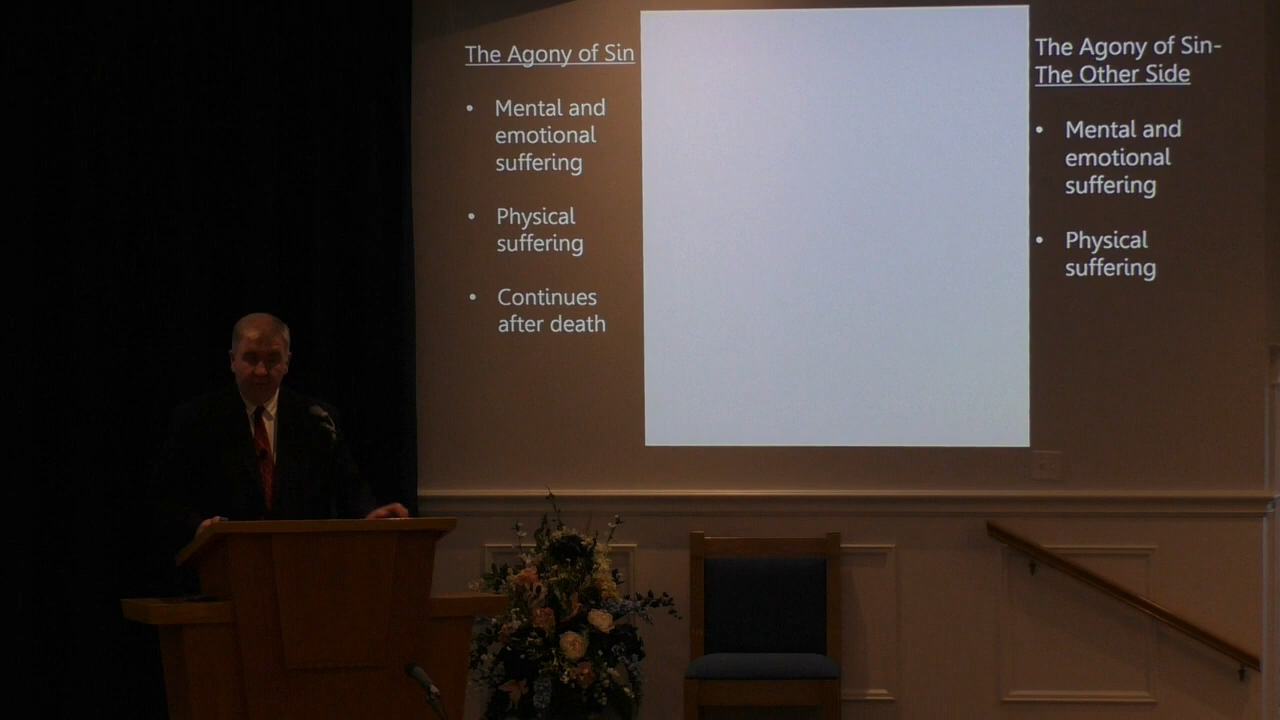 The Agony of Sin
• Mental and
emotional
suffering
• Physical
suffering
• Continues
after death
The Agony of Sin-
The Other Side
• Mental and
emotional
suffering
• Physical
suffering